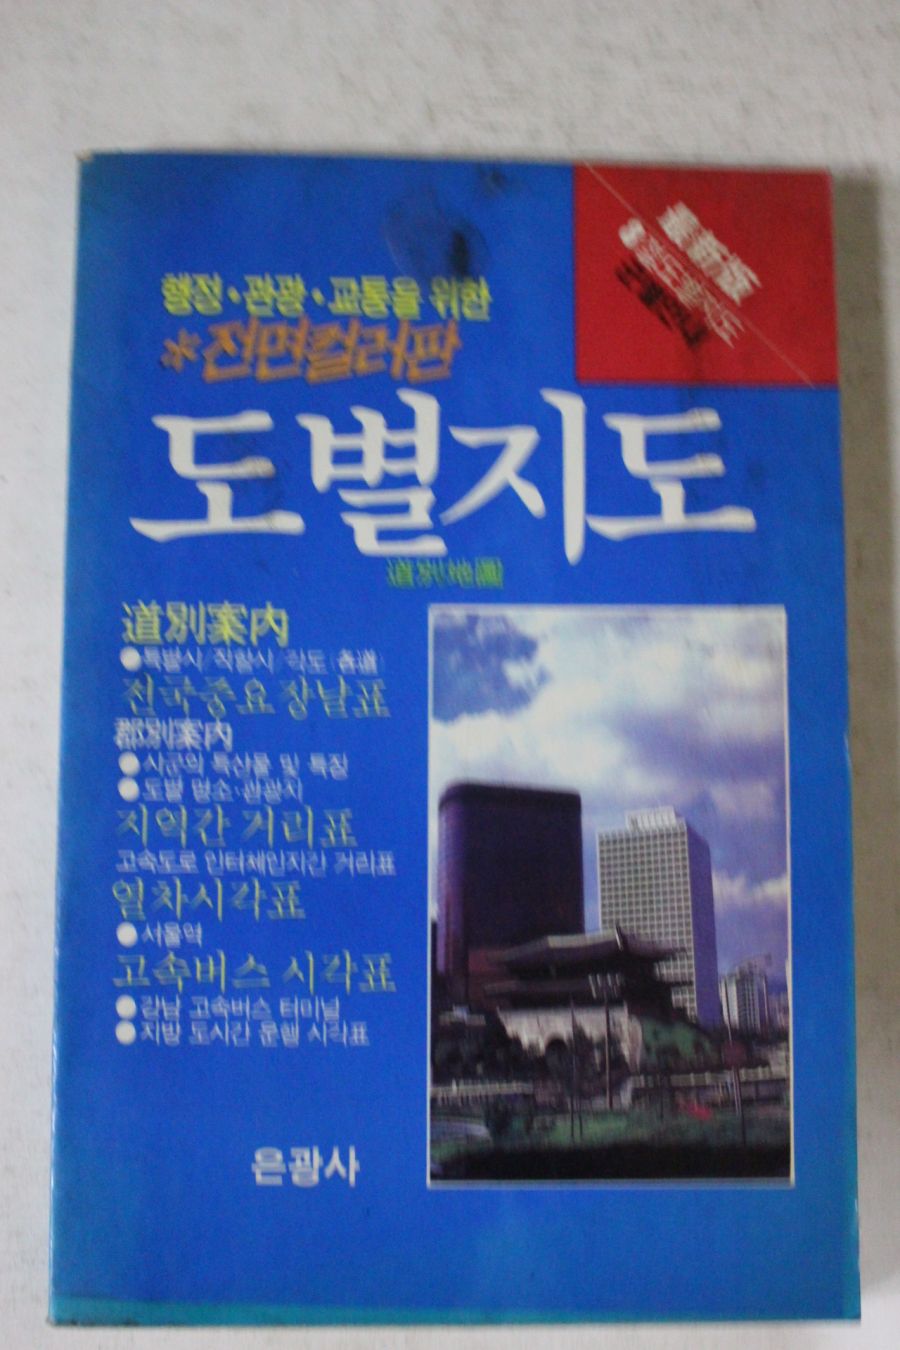 最新版
행정·관광·교통을 위한
*전면컬러판
도별지도
道別地圖
道別案內
●특별시/직할시/각도(各道)
전국중요장날표
郡別案內
●시군의 특산물 및 특징
●도별 명소·관광지
지역간 거리표
고속도로 인터체인지간 거리표
열차시각표
●서울역
고속버스 시각표
●강남 고속버스 터미널
●지방 도시간 운행 시각표
은광사